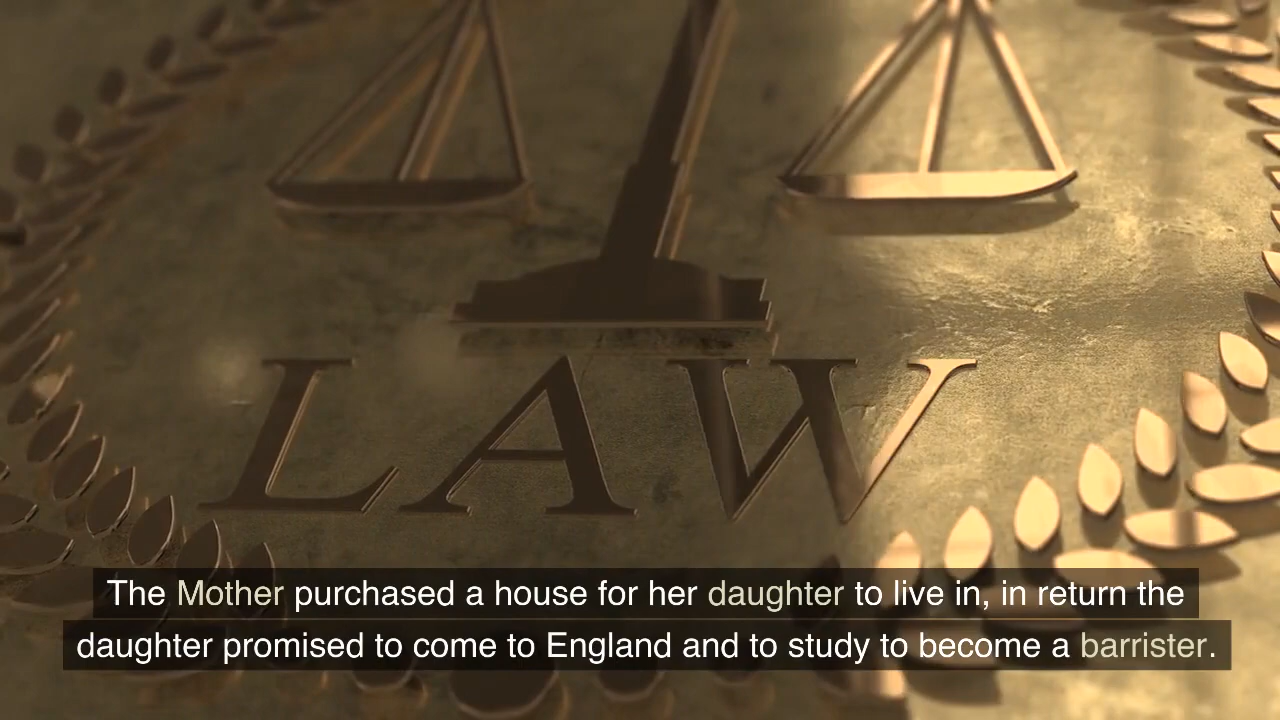 LAW
The Mother purchased a house for her daughter to live in, in return the
daughter promised to come to England and to study to become a barrister.